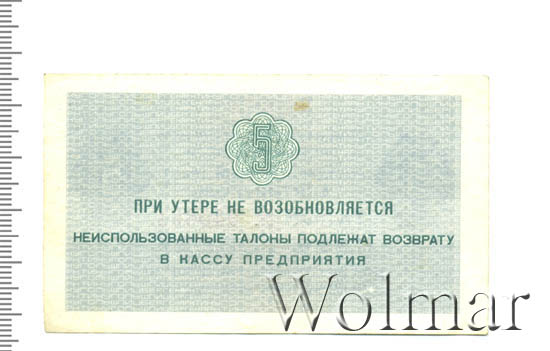 5
ПРИ УТЕРЕ НЕ ВОЗОБНОВЛЯЕТСЯ
НЕИСПОЛЬЗОВАННЫЕ ТАЛОНЫ ПОДЛЕЖАТ ВОЗВРАТУ
В КАССУ ПРЕДПРИЯТИЯ
Wolmar